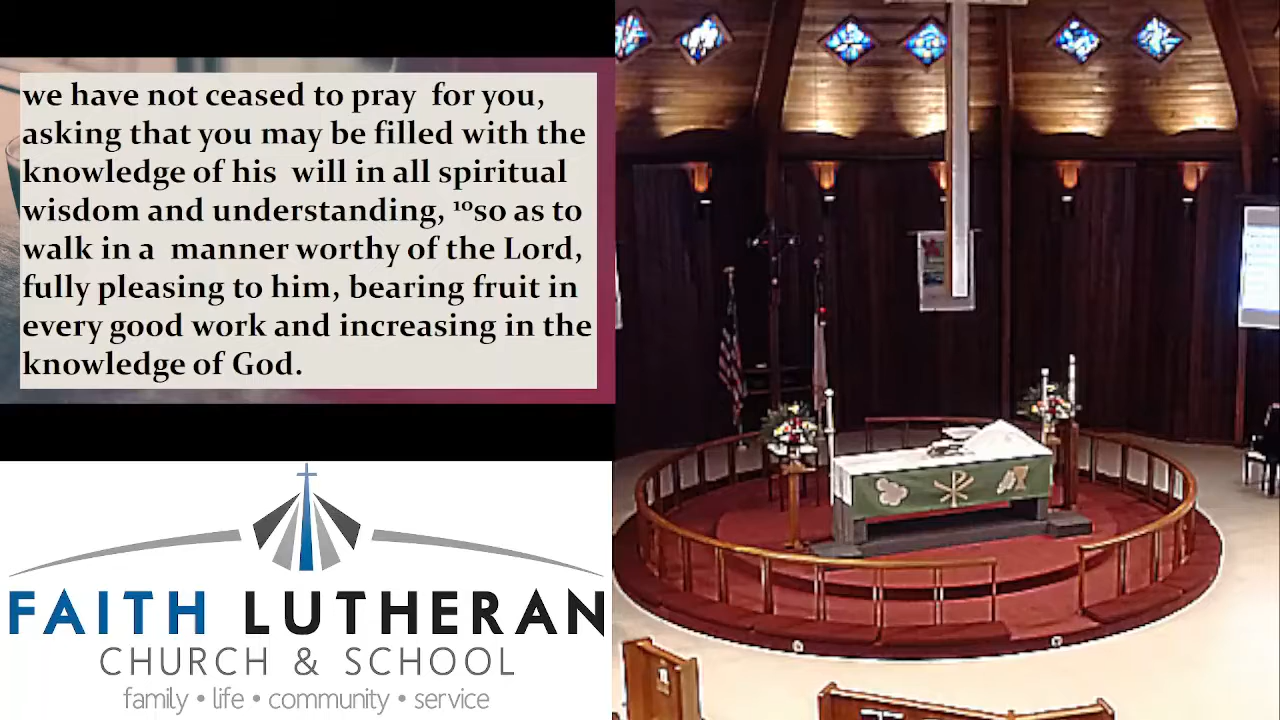 we have not ceased to pray  for you,
asking that you may be filled with the
knowledge of his  will in all spiritual
wisdom and understanding, ¹⁰so as to
walk in a  manner worthy of the Lord,
fully pleasing to him, bearing fruit in
every good work and increasing in the
knowledge of God.
FAITH LUTHERAN
CHURCH & SCHOOL
family • life • community • service